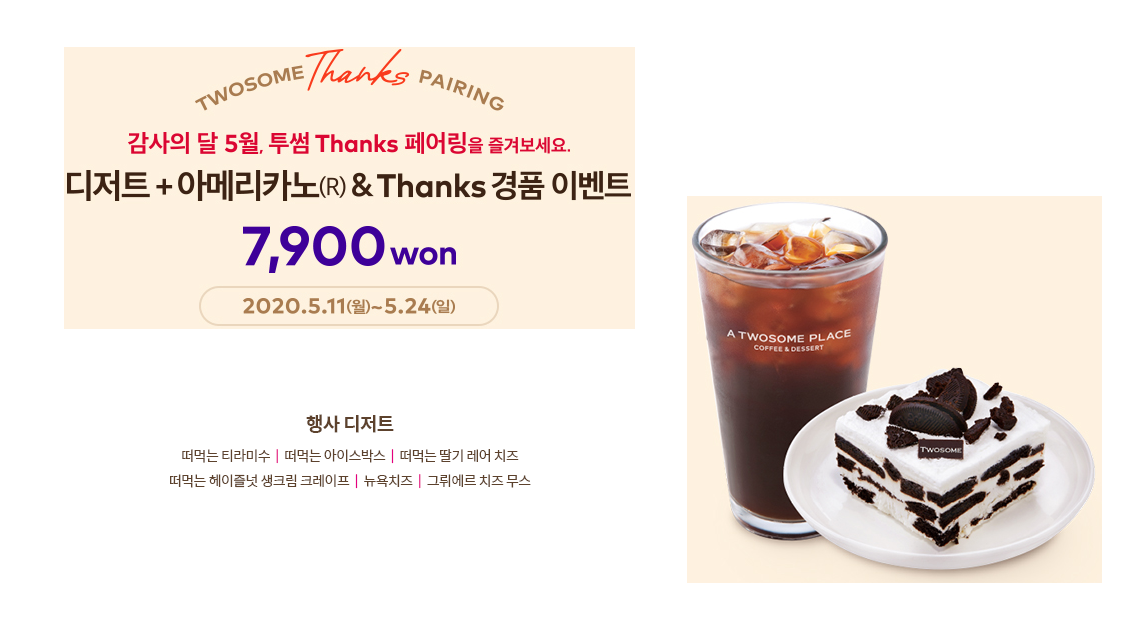 TWOSOME Thanks PAIRING
감사의 달 5월, 투썸 Thanks 페어링을 즐겨보세요.
디저트 + 아메리카노(R) & Thanks 경품 이벤트
7,900 won
2020.5.11(월)~5.24(일)
행사 디저트
떠먹는 티라미수 | 떠먹는 아이스박스 | 떠먹는 딸기 레어 치즈
떠먹는 헤이즐넛 생크림 크레이프 | 뉴욕치즈 | 그뤼에르 치즈 무스
A TWOSOME PLACE
COFFEE & DESSERT
TWOSOME